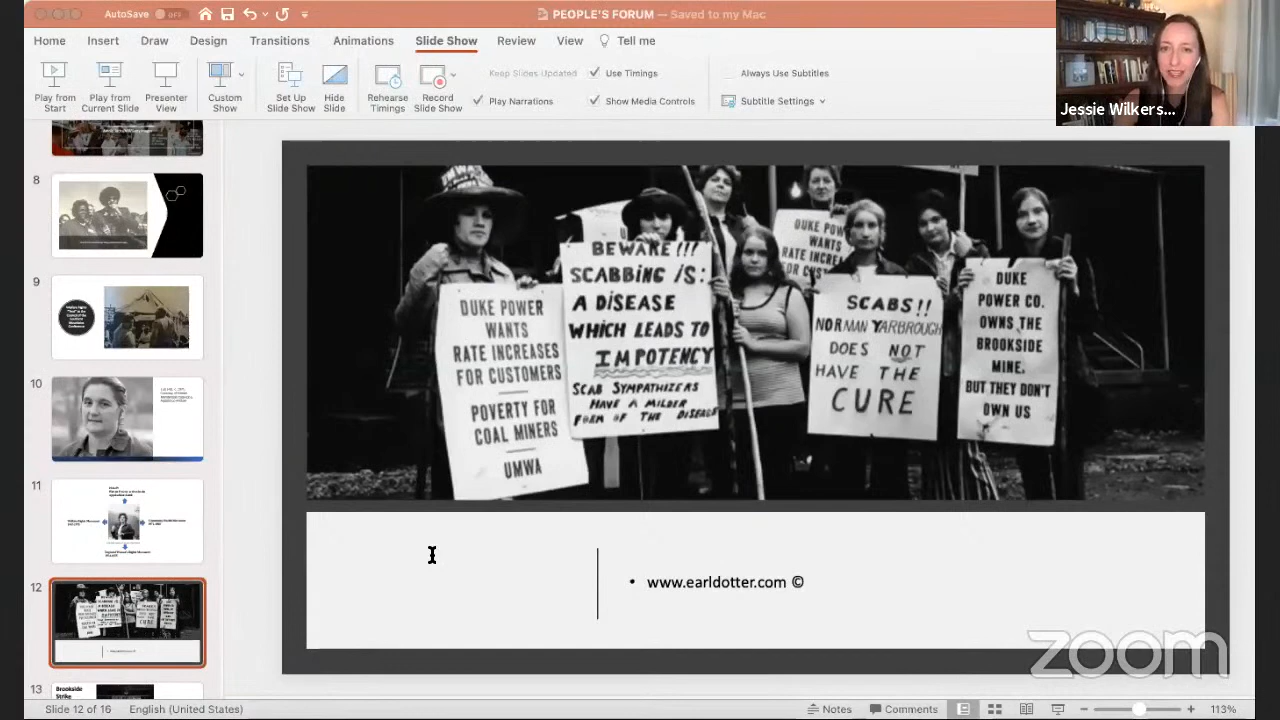 AutoSave OFF
PEOPLE'S FORUM — Saved to my Mac
Home Insert Draw Design Transitions Animations Slide Show Review View Tell me
Play from Start
Play from Current Slide
Presenter View
Custom Show
Set Up Slide Show
Hide Slide
Rehearse Timings
Record Slide Show
Keep Slides Updated
Use Timings
Play Narrations
Show Media Controls
Always Use Subtitles
Subtitle Settings
Jessie Wilkers...
8
9
10
11
12
13
Brookside
Strike
DUKE POWER
WANTS
RATE INCREASES
FOR CUSTOMERS
POVERTY FOR
COAL MINERS
UMWA
BEWARE!!!
SCABBING IS:
A DISEASE
WHICH LEADS TO
IMPOTENCY
SCAB SYMPATHIZERS
HAVE A MILDER
FORM OF THE DISEASE
DUKE POW
WANTS
RATE INCREA
FOR CUST
SCABS!!
NORMAN YARBROUGH
DOES NOT
HAVE THE
CURE
DUKE
POWER CO.
OWNS THE
BROOKSIDE
MINE.
BUT THEY DON'T
OWN US
• www.earldotter.com ©
zoom
Slide 12 of 16 English (United States) Notes Comments 113%